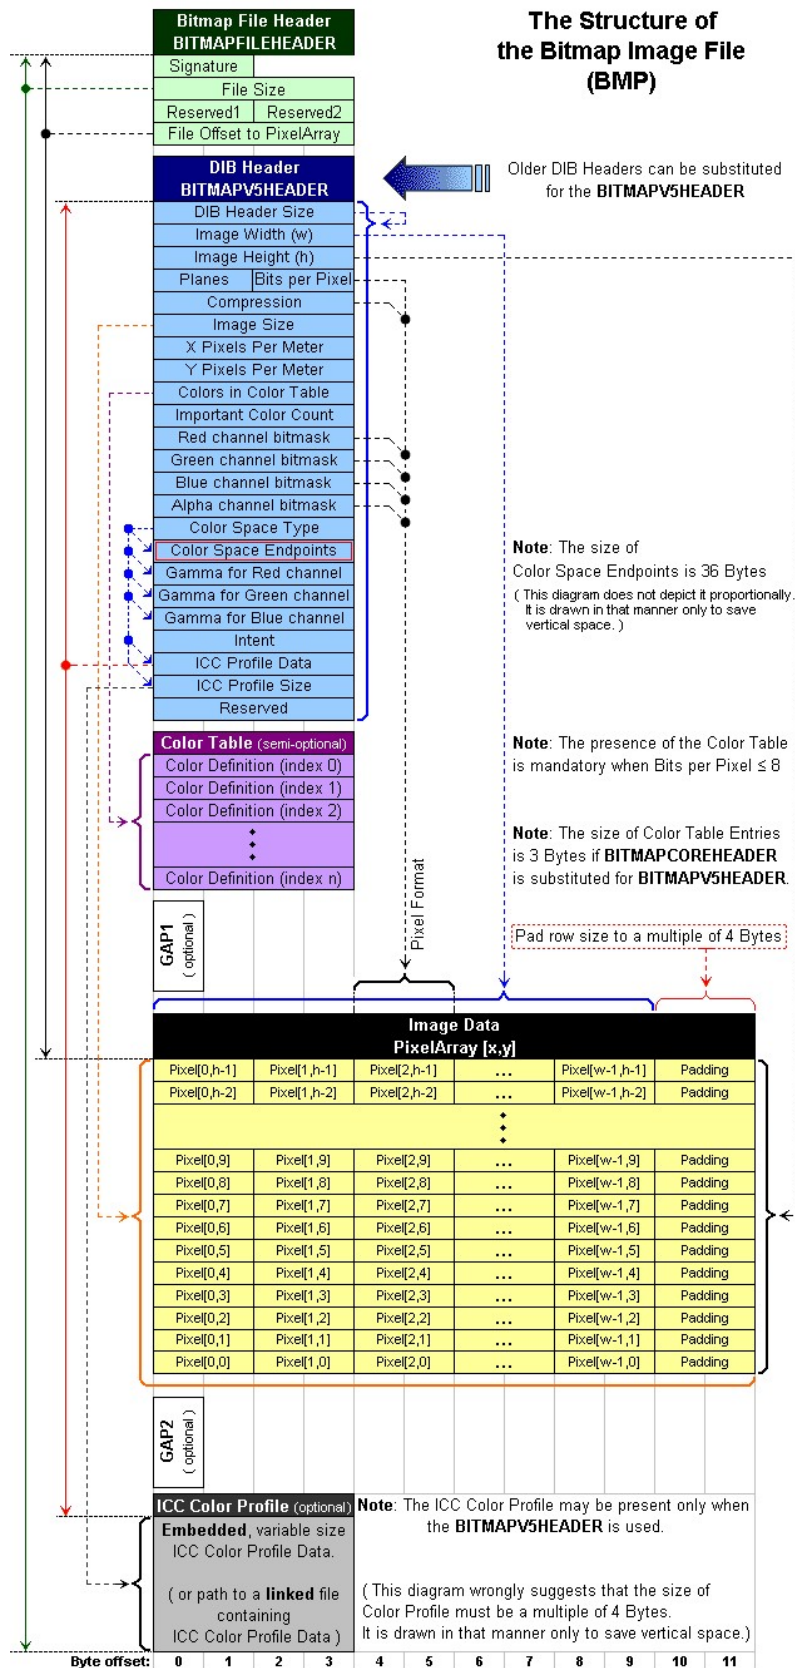 The Structure of
the Bitmap Image File
(BMP)
Bitmap File Header
BITMAPFILEHEADER
Signature
File Size
Reserved1 Reserved2
File Offset to PixelArray
DIB Header
BITMAPV5HEADER
Older DIB Headers can be substituted
for the BITMAPV5HEADER
DIB Header Size
Image Width (w)
Image Height (h)
Planes Bits per Pixel
Compression
Image Size
X Pixels Per Meter
Y Pixels Per Meter
Colors in Color Table
Important Color Count
Red channel bitmask
Green channel bitmask
Blue channel bitmask
Alpha channel bitmask
Color Space Type
Color Space Endpoints
Gamma for Red channel
Gamma for Green channel
Gamma for Blue channel
Intent
ICC Profile Data
ICC Profile Size
Reserved
Note: The size of
Color Space Endpoints is 36 Bytes
( This diagram does not depict it proportionally.
It is drawn in that manner only to save
vertical space. )
Color Table (semi-optional)
Color Definition (index 0)
Color Definition (index 1)
Color Definition (index 2)
Color Definition (index n)
Note: The presence of the Color Table
is mandatory when Bits per Pixel ≤ 8
Note: The size of Color Table Entries
is 3 Bytes if BITMAPCOREHEADER
is substituted for BITMAPV5HEADER.
GAP1
( optional )
Pixel Format
Pad row size to a multiple of 4 Bytes
Image Data
PixelArray [x,y]
Pixel[0,h-1] Pixel[1,h-1] Pixel[2,h-1] ... Pixel[w-1,h-1] Padding
Pixel[0,h-2] Pixel[1,h-2] Pixel[2,h-2] ... Pixel[w-1,h-2] Padding
Pixel[0,9] Pixel[1,9] Pixel[2,9] ... Pixel[w-1,9] Padding
Pixel[0,8] Pixel[1,8] Pixel[2,8] ... Pixel[w-1,8] Padding
Pixel[0,7] Pixel[1,7] Pixel[2,7] ... Pixel[w-1,7] Padding
Pixel[0,6] Pixel[1,6] Pixel[2,6] ... Pixel[w-1,6] Padding
Pixel[0,5] Pixel[1,5] Pixel[2,5] ... Pixel[w-1,5] Padding
Pixel[0,4] Pixel[1,4] Pixel[2,4] ... Pixel[w-1,4] Padding
Pixel[0,3] Pixel[1,3] Pixel[2,3] ... Pixel[w-1,3] Padding
Pixel[0,2] Pixel[1,2] Pixel[2,2] ... Pixel[w-1,2] Padding
Pixel[0,1] Pixel[1,1] Pixel[2,1] ... Pixel[w-1,1] Padding
Pixel[0,0] Pixel[1,0] Pixel[2,0] ... Pixel[w-1,0] Padding
GAP2
( optional )
ICC Color Profile (optional)
Embedded, variable size
ICC Color Profile Data.
( or path to a linked file
containing
ICC Color Profile Data )
Note: The ICC Color Profile may be present only when
the BITMAPV5HEADER is used.
( This diagram wrongly suggests that the size of
Color Profile must be a multiple of 4 Bytes.
It is drawn in that manner only to save vertical space.)
Byte offset: 0 1 2 3 4 5 6 7 8 9 10 11